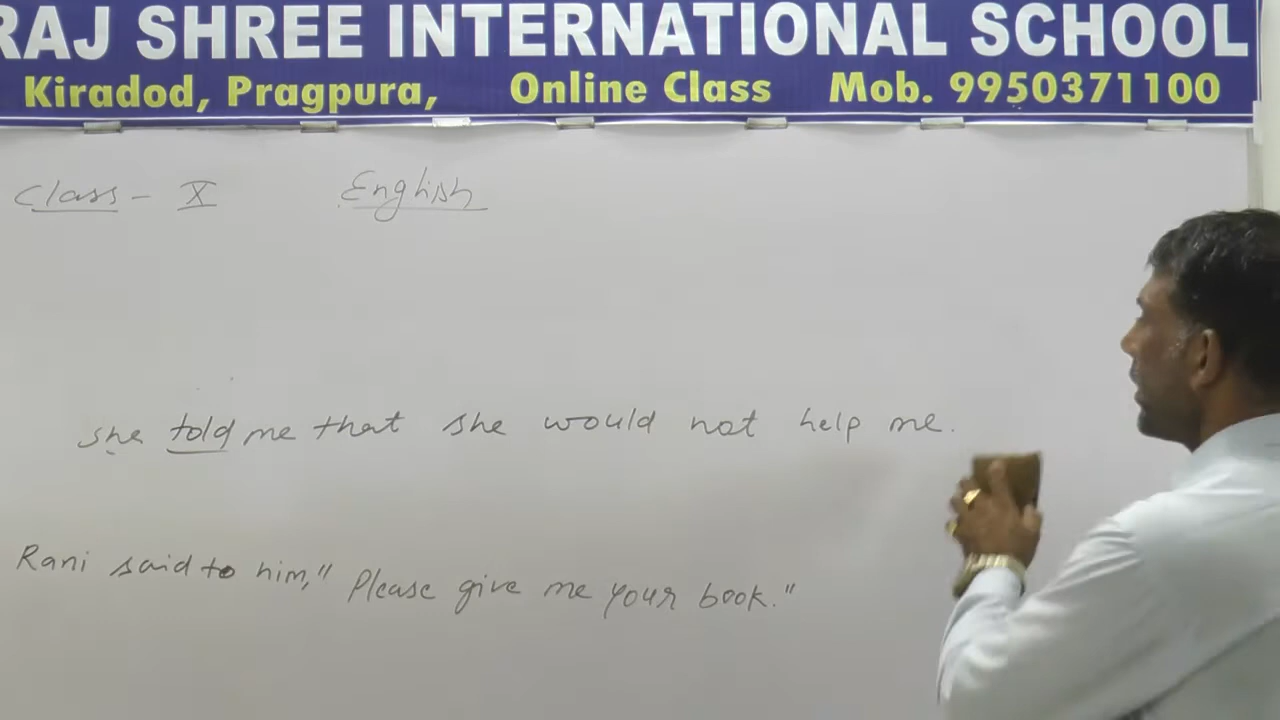 RAJ SHREE INTERNATIONAL SCHOOL
Kiradod, Pragpura, Online Class Mob. 9950371100
Class - X English
She told me that she would not help me.
Rani said to him," Please give me your book."